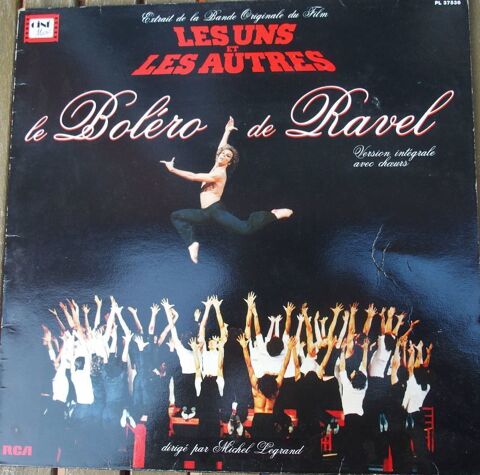 PL 37538
CINÉ
Extrait de la Bande Originale du Film
LES UNS
ET
LES AUTRES
le Boléro de Ravel
Version intégrale
avec chœurs
RCA
dirigé par Michel Legrand